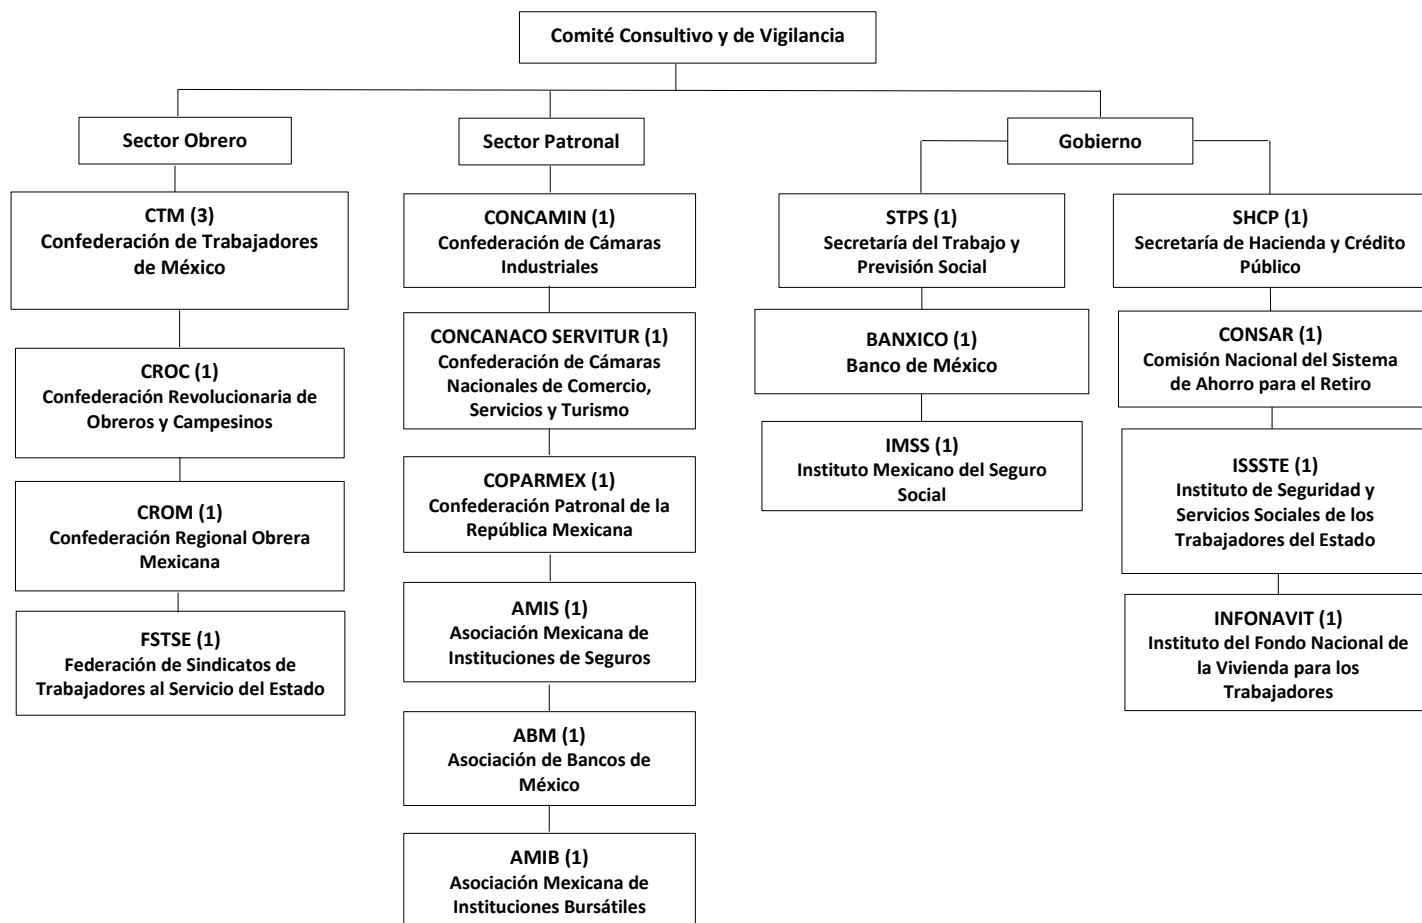 Comité Consultivo y de Vigilancia
Sector Obrero
Sector Patronal
Gobierno
CTM (3)
Confederación de Trabajadores
de México
CROC (1)
Confederación Revolucionaria de
Obreros y Campesinos
CROM (1)
Confederación Regional Obrera
Mexicana
FSTSE (1)
Federación de Sindicatos de
Trabajadores al Servicio del Estado
CONCAMIN (1)
Confederación de Cámaras
Industriales
CONCANACO SERVITUR (1)
Confederación de Cámaras
Nacionales de Comercio,
Servicios y Turismo
COPARMEX (1)
Confederación Patronal de la
República Mexicana
AMIS (1)
Asociación Mexicana de
Instituciones de Seguros
ABM (1)
Asociación de Bancos de
México
AMIB (1)
Asociación Mexicana de
Instituciones Bursátiles
STPS (1)
Secretaría del Trabajo y
Previsión Social
BANXICO (1)
Banco de México
IMSS (1)
Instituto Mexicano del Seguro
Social
SHCP (1)
Secretaría de Hacienda y Crédito
Público
CONSAR (1)
Comisión Nacional del Sistema
de Ahorro para el Retiro
ISSSTE (1)
Instituto de Seguridad y
Servicios Sociales de los
Trabajadores del Estado
INFONAVIT (1)
Instituto del Fondo Nacional de
la Vivienda para los
Trabajadores